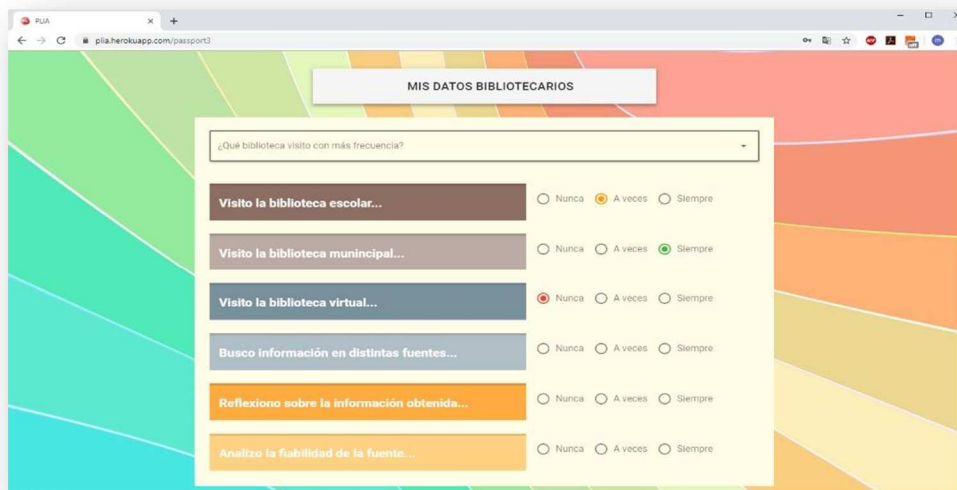 PLIA
plia.herokuapp.com/passport3
MIS DATOS BIBLIOTECARIOS
¿Qué biblioteca visito con más frecuencia?
Visito la biblioteca escolar...
Nunca A veces Siempre
Visito la biblioteca munincipal...
Nunca A veces Siempre
Visito la biblioteca virtual...
Nunca A veces Siempre
Busco información en distintas fuentes...
Nunca A veces Siempre
Reflexiono sobre la información obtenida...
Nunca A veces Siempre
Analizo la fiabilidad de la fuente...
Nunca A veces Siempre